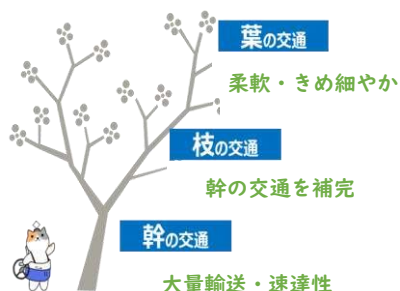 葉の交通
柔軟・きめ細やか
枝の交通
幹の交通を補完
幹の交通
大量輸送・速達性